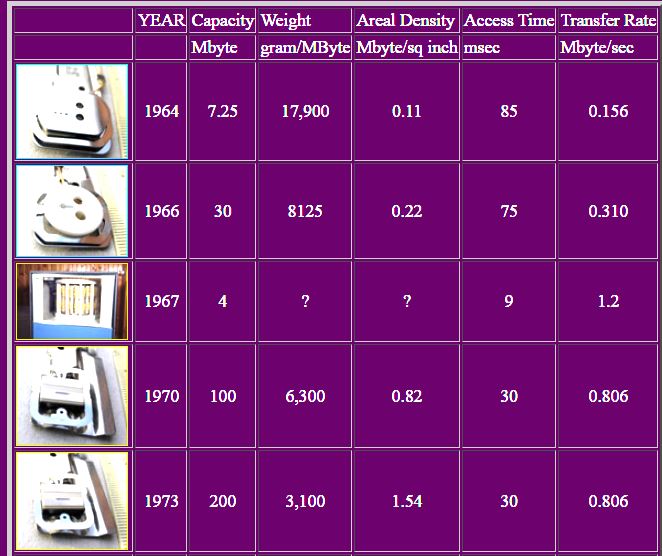 YEAR Capacity Weight Areal Density Access Time Transfer Rate
Mbyte gram/MByte Mbyte/sq inch msec Mbyte/sec
1964 7.25 17,900 0.11 85 0.156
1966 30 8125 0.22 75 0.310
1967 4 ? ? 9 1.2
1970 100 6,300 0.82 30 0.806
1973 200 3,100 1.54 30 0.806